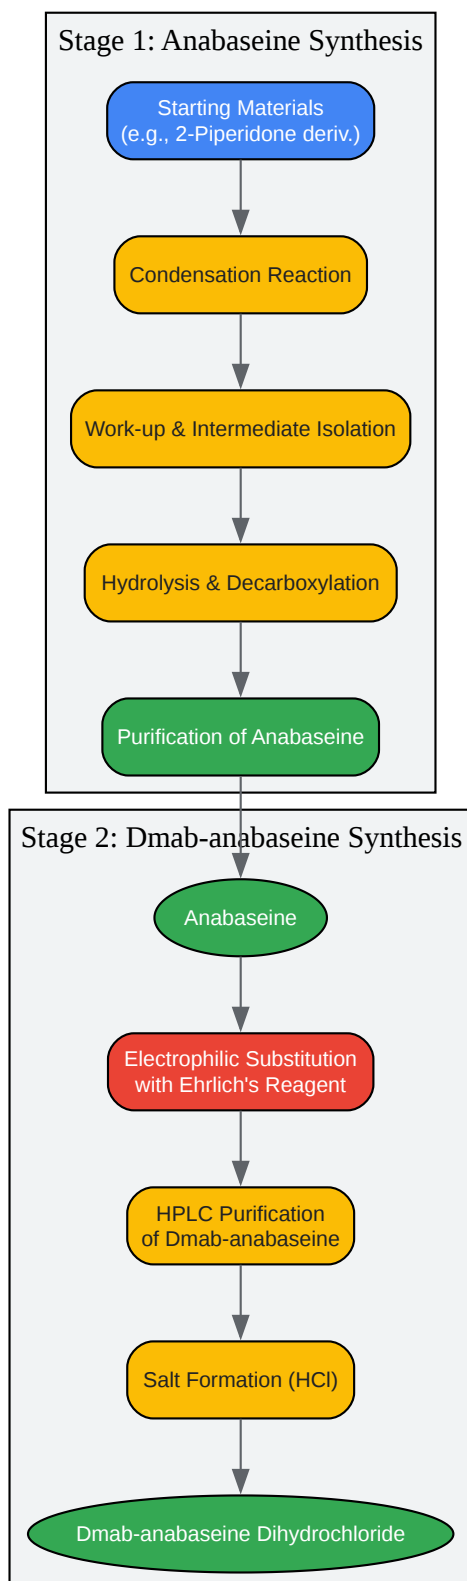 Stage 1: Anabaseine Synthesis
Starting Materials
(e.g., 2-Piperidone deriv.)
Condensation Reaction
Work-up & Intermediate Isolation
Hydrolysis & Decarboxylation
Purification of Anabaseine
Stage 2: Dmab-anabaseine Synthesis
Anabaseine
Electrophilic Substitution
with Ehrlich's Reagent
HPLC Purification
of Dmab-anabaseine
Salt Formation (HCl)
Dmab-anabaseine Dihydrochloride